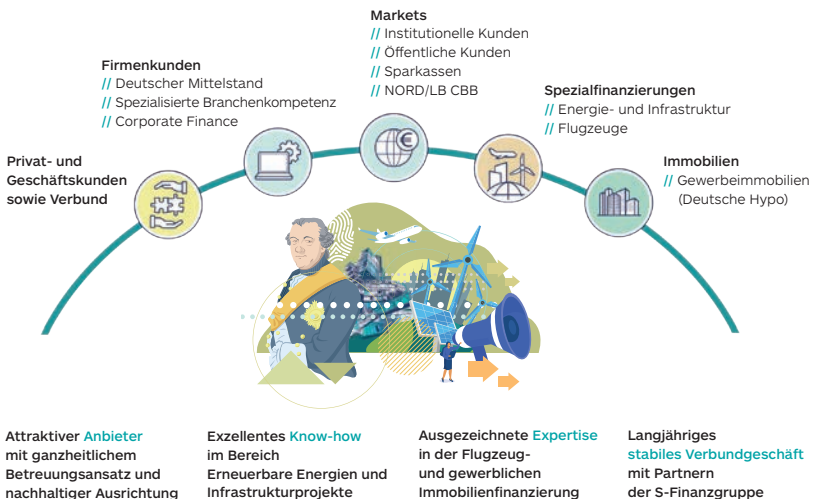 Privat- und
Geschäftskunden
sowie Verbund
Firmenkunden
// Deutscher Mittelstand
// Spezialisierte Branchenkompetenz
// Corporate Finance
Markets
// Institutionelle Kunden
// Öffentliche Kunden
// Sparkassen
// NORD/LB CBB
Spezialfinanzierungen
// Energie- und Infrastruktur
// Flugzeuge
Immobilien
// Gewerbeimmobilien
(Deutsche Hypo)
€
Attraktiver Anbieter
mit ganzheitlichem
Betreuungsansatz und
nachhaltiger Ausrichtung
Exzellentes Know-how
im Bereich
Erneuerbare Energien und
Infrastrukturprojekte
Ausgezeichnete Expertise
in der Flugzeug-
und gewerblichen
Immobilienfinanzierung
Langjähriges
stabiles Verbundgeschäft
mit Partnern
der S-Finanzgruppe